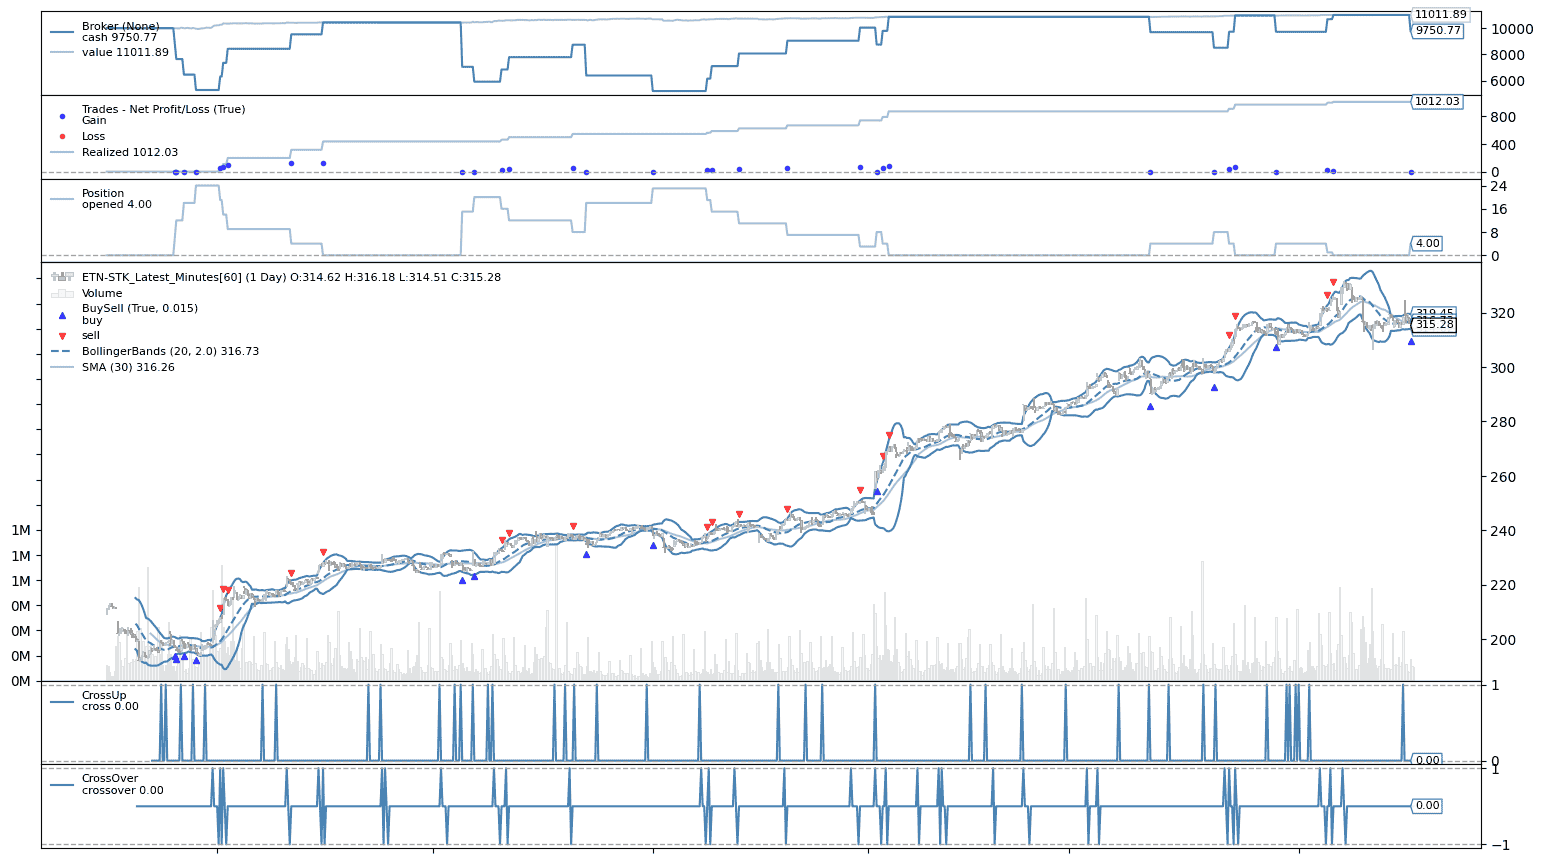 Broker (None)
cash 9750.77
value 11011.89
11011.89
9750.77
10000
8000
6000
Trades - Net Profit/Loss (True)
Gain
Loss
Realized 1012.03
1012.03
800
400
0
Position
opened 4.00
24
16
8
0
4.00
ETN-STK_Latest_Minutes[60] (1 Day) O:314.62 H:316.18 L:314.51 C:315.28
Volume
BuySell (True, 0.015)
buy
sell
BollingerBands (20, 2.0) 316.73
SMA (30) 316.26
319.45
315.28
320
300
280
260
240
220
200
1M
1M
1M
0M
0M
0M
0M
CrossUp
cross 0.00
1
0
0.00
CrossOver
crossover 0.00
1
0.00
−1